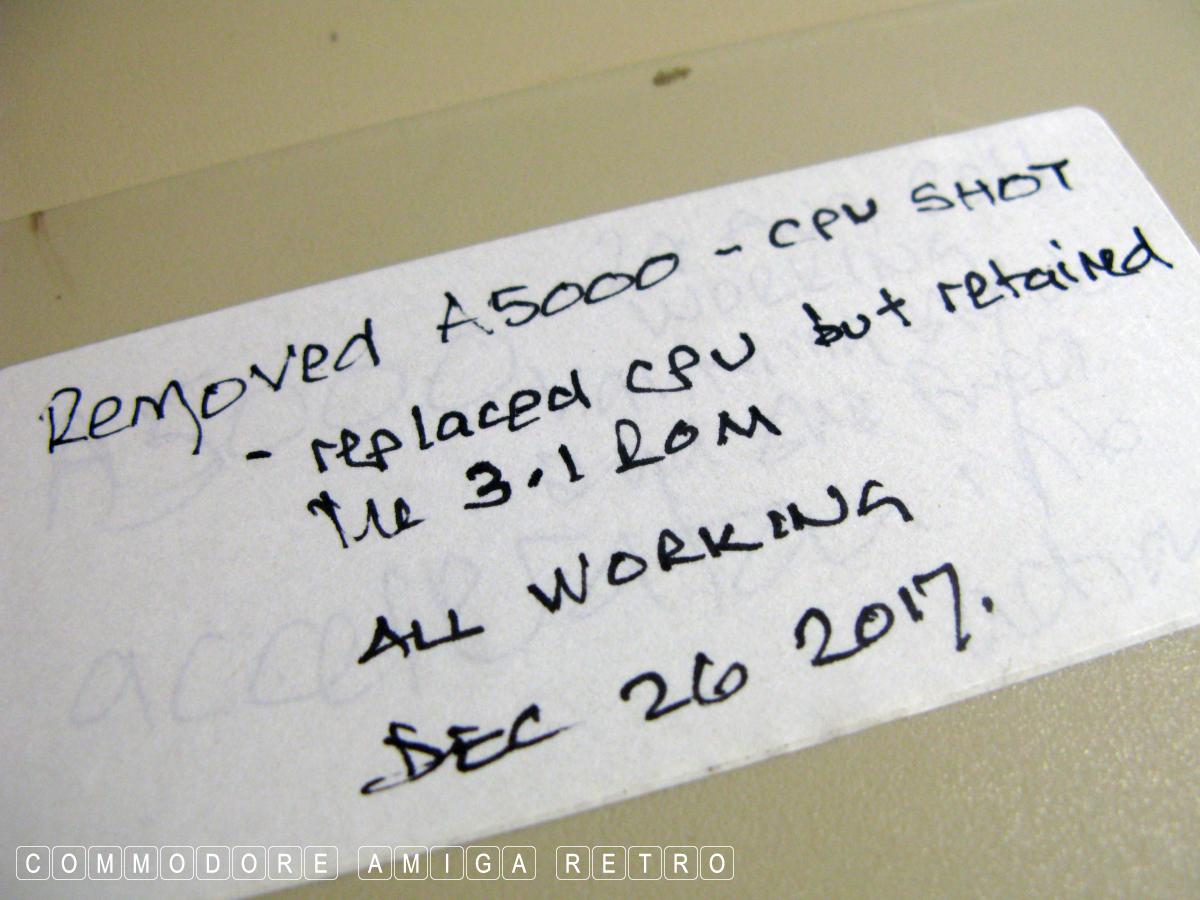 Removed A5000 - CPU SHOT
- replaced CPU but retained
the 3.1 ROM
ALL WORKING
DEC 26 2017.
COMMODORE AMIGA RETRO